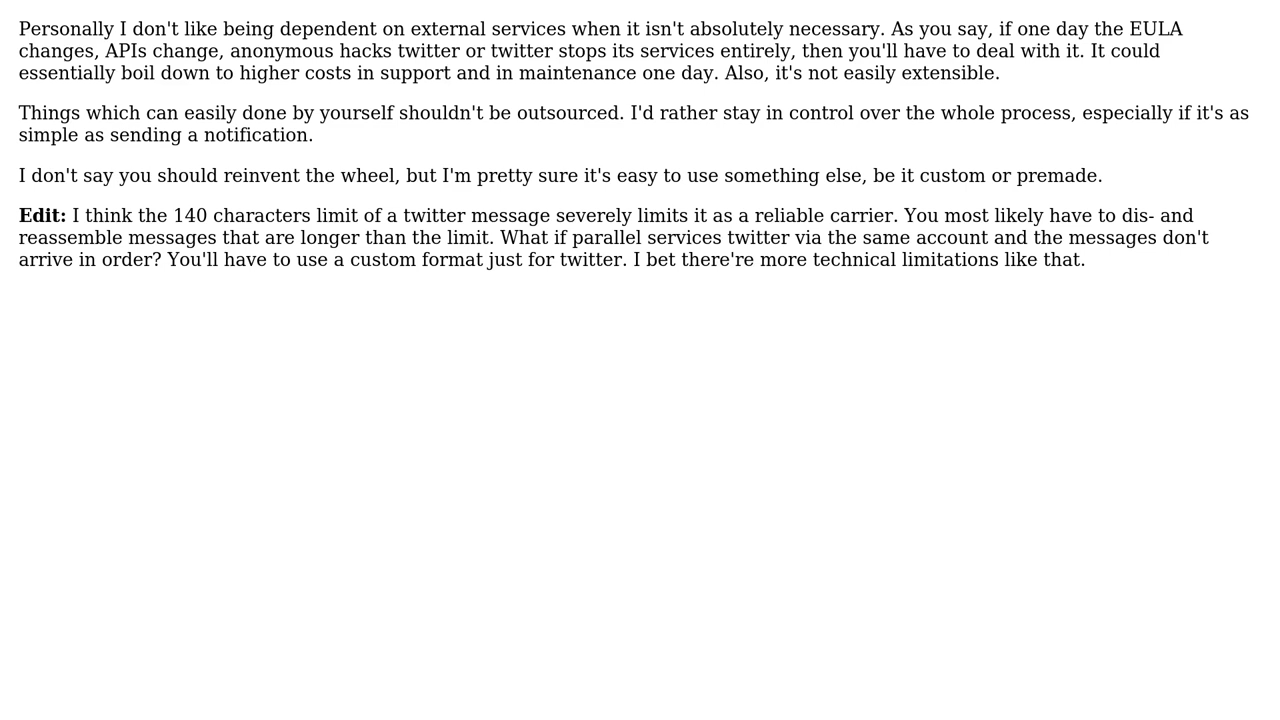 Personally I don't like being dependent on external services when it isn't absolutely necessary. As you say, if one day the EULA
changes, APIs change, anonymous hacks twitter or twitter stops its services entirely, then you'll have to deal with it. It could
essentially boil down to higher costs in support and in maintenance one day. Also, it's not easily extensible.
Things which can easily done by yourself shouldn't be outsourced. I'd rather stay in control over the whole process, especially if it's as
simple as sending a notification.
I don't say you should reinvent the wheel, but I'm pretty sure it's easy to use something else, be it custom or premade.
Edit: I think the 140 characters limit of a twitter message severely limits it as a reliable carrier. You most likely have to dis- and
reassemble messages that are longer than the limit. What if parallel services twitter via the same account and the messages don't
arrive in order? You'll have to use a custom format just for twitter. I bet there're more technical limitations like that.